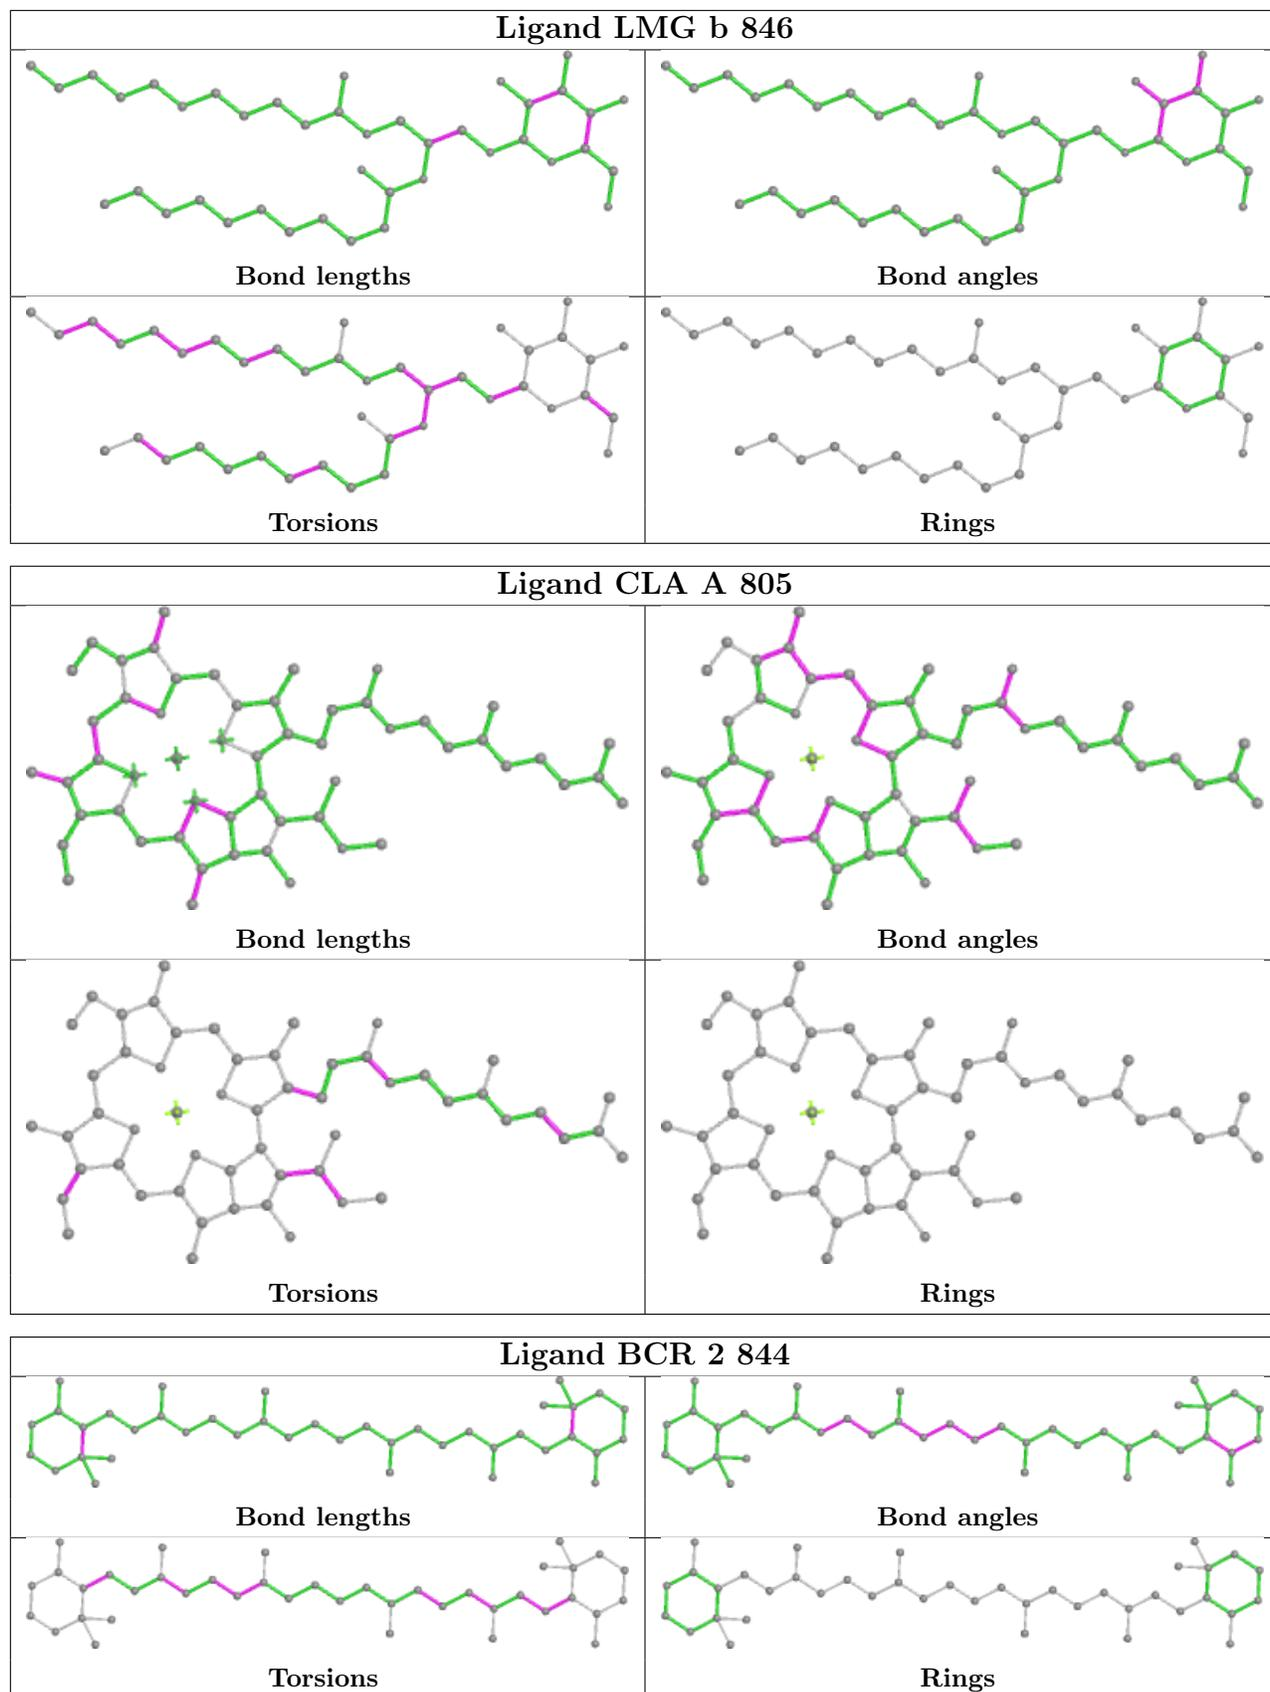 Ligand LMG b 846
Bond lengths
Bond angles
Torsions
Rings
Ligand CLA A 805
Bond lengths
Bond angles
Torsions
Rings
Ligand BCR 2 844
Bond lengths
Bond angles
Torsions
Rings